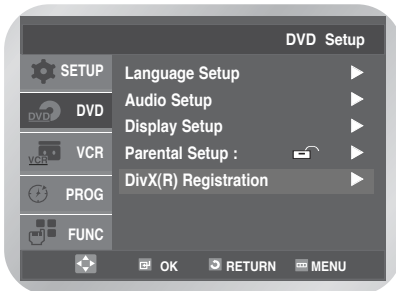 DVD Setup
SETUP
DVD
DVD
VCR
VCR
PROG
FUNC
Language Setup
Audio Setup
Display Setup
Parental Setup :
DivX(R) Registration
OK
RETURN
MENU